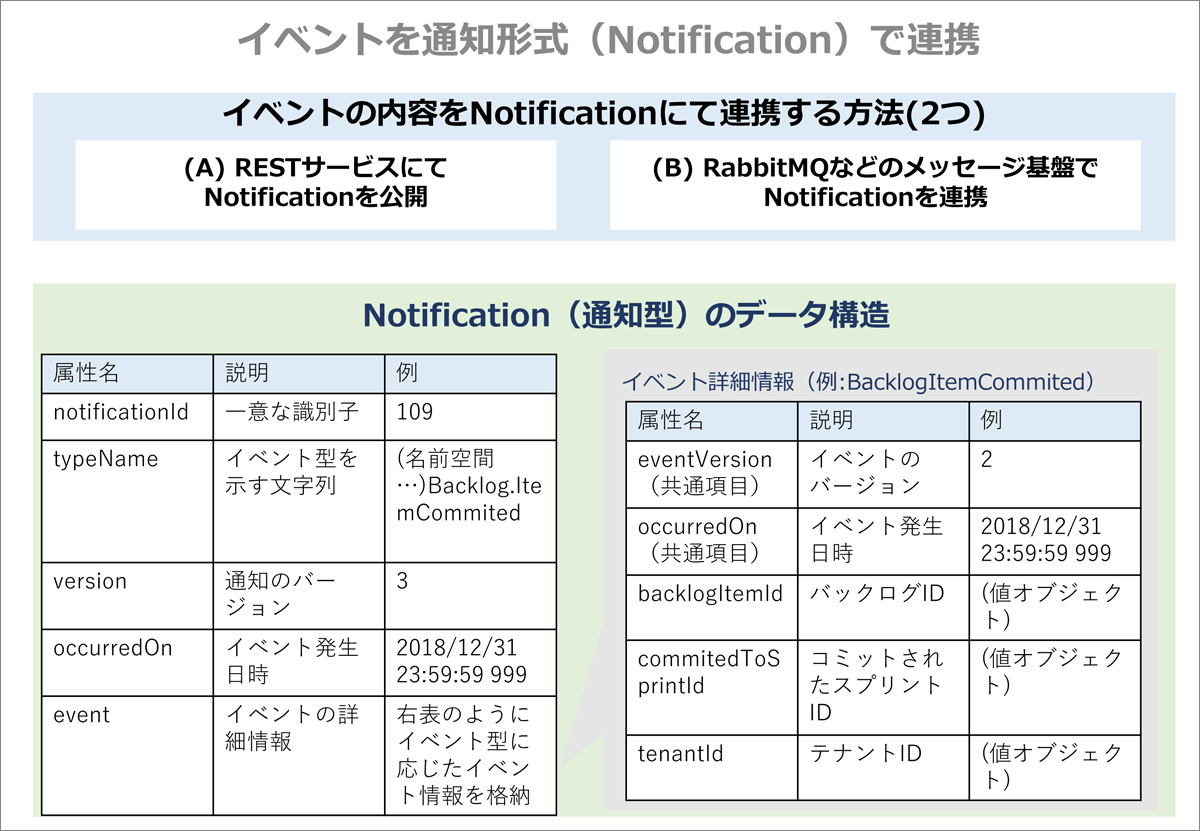 イベントを通知形式（Notification）で連携
イベントの内容をNotificationにて連携する方法(2つ)
(A) RESTサービスにて
Notificationを公開
(B) RabbitMQなどのメッセージ基盤で
Notificationを連携
Notification（通知型）のデータ構造
属性名 説明 例
notificationId 一意な識別子 109
typeName イベント型を (名前空間
示す文字列 …)Backlog.Ite
mCommited
version 通知のバー 3
ジョン
occurredOn イベント発生 2018/12/31
日時 23:59:59 999
event イベントの詳 右表のように
細情報 イベント型に
応じたイベン
ト情報を格納
イベント詳細情報（例:BacklogItemCommited）
属性名 説明 例
eventVersion イベントの 2
（共通項目） バージョン
occurredOn イベント発生 2018/12/31
（共通項目） 日時 23:59:59 999
backlogItemId バックログID (値オブジェク
ト)
commitedToS コミットされ (値オブジェク
printId たスプリント ト)
ID
tenantId テナントID (値オブジェク
ト)